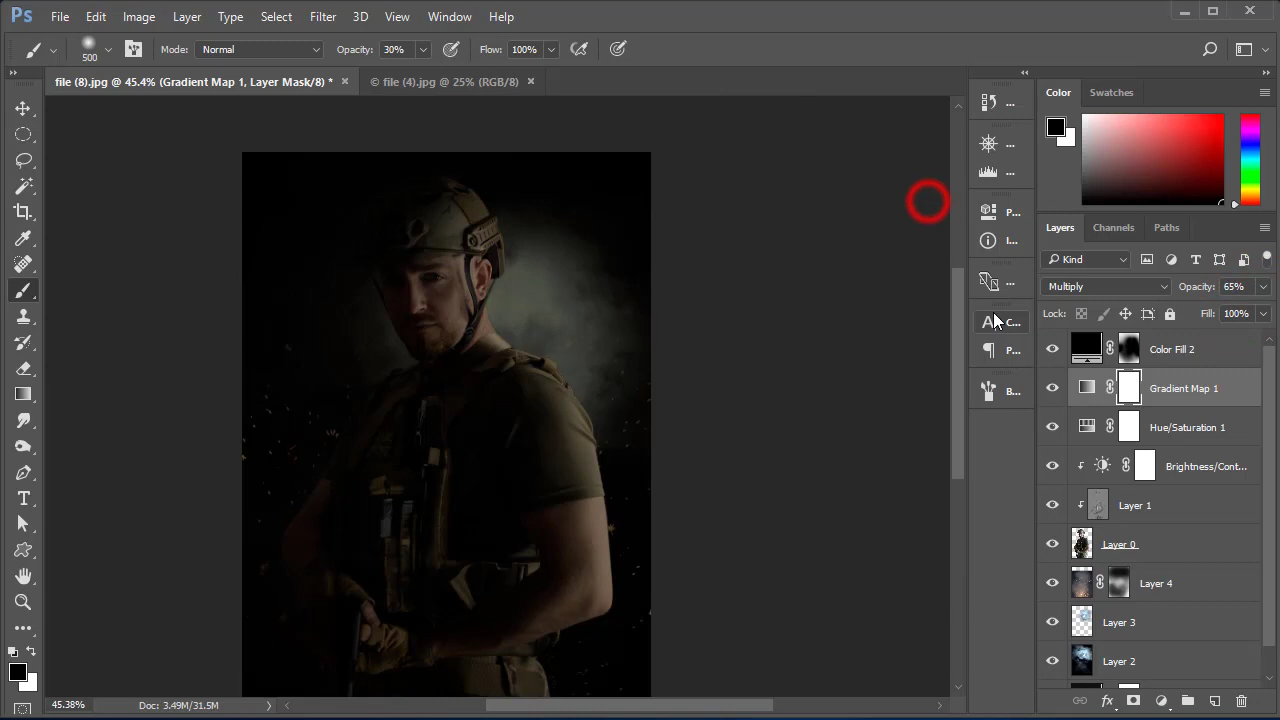 Ps File Edit Image Layer Type Select Filter 3D View Window Help
500 Mode: Normal Opacity: 30% Flow: 100%
file (8).jpg @ 45.4% (Gradient Map 1, Layer Mask/8) * × © file (4).jpg @ 25% (RGB/8) ×
Color Swatches
...
...
...
P...
I...
...
C...
P...
B...
Layers Channels Paths
Kind
Multiply Opacity: 65%
Lock: Fill: 100%
Color Fill 2
Gradient Map 1
Hue/Saturation 1
Brightness/Cont...
Layer 1
Layer 0
Layer 4
Layer 3
Layer 2
45.38% Doc: 3.49M/31.5M